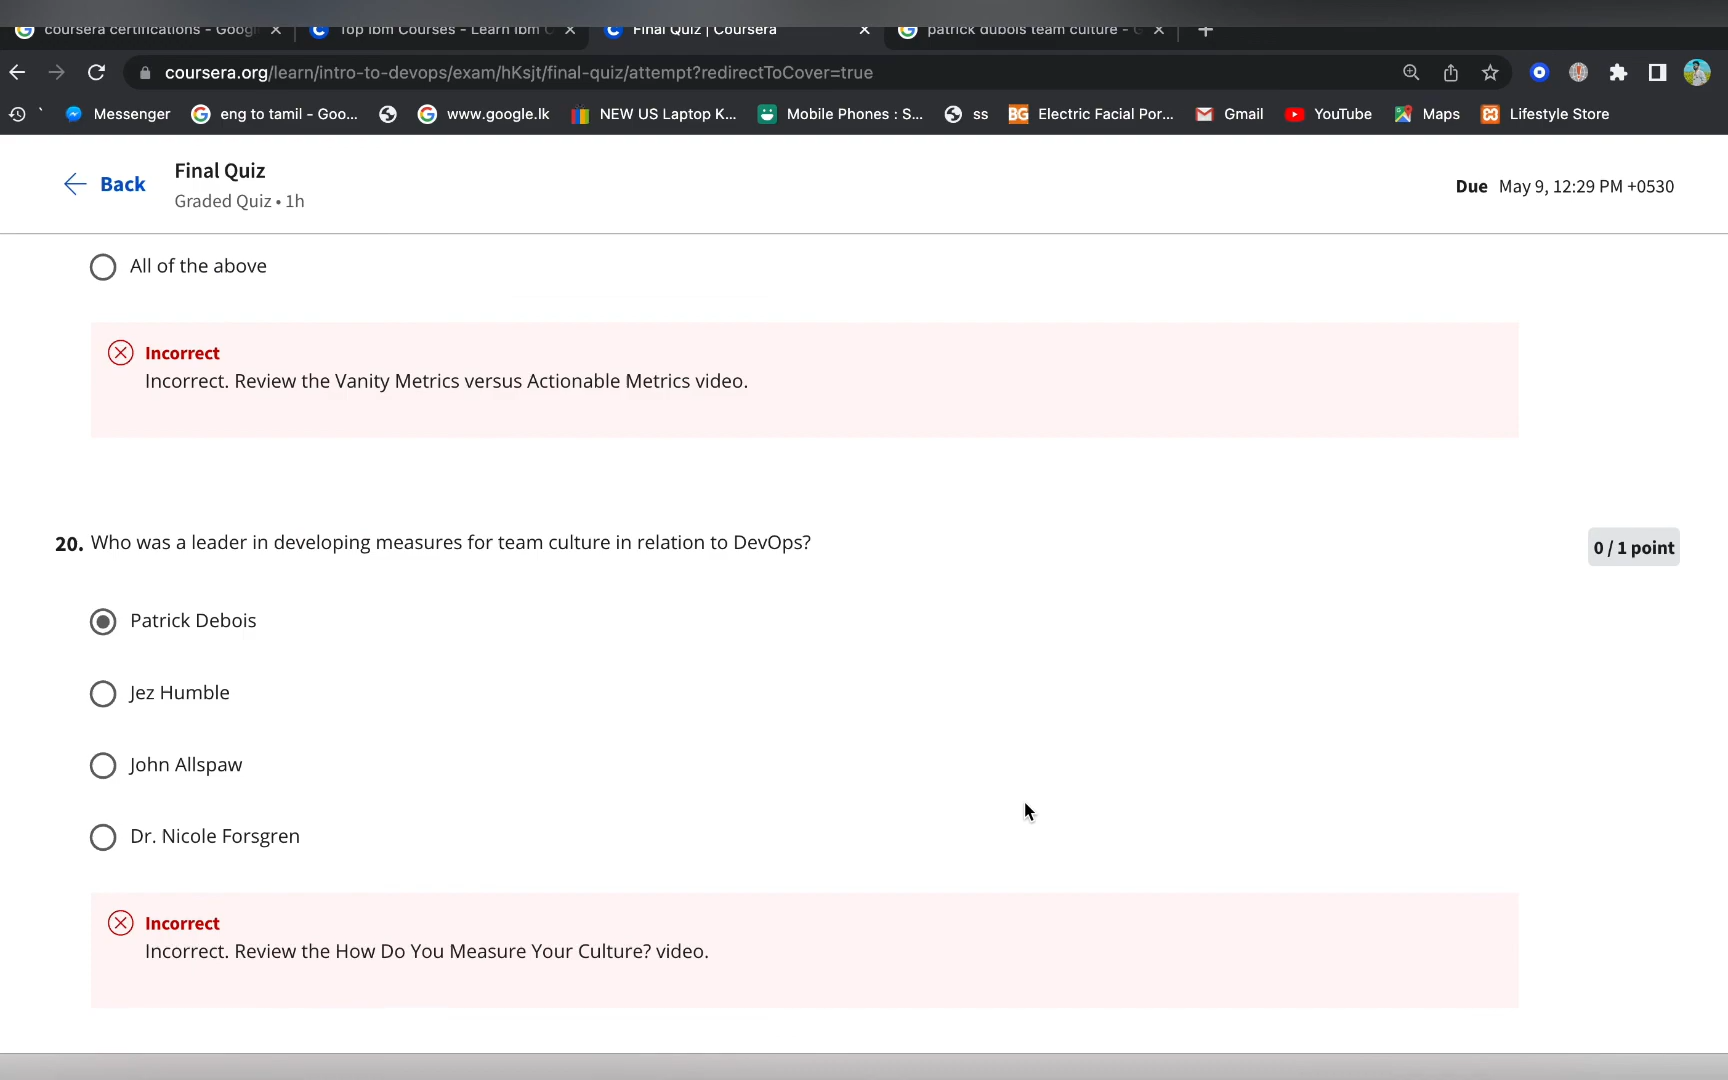 coursera certifications - Googl
Top Ibm Courses - Learn Ibm O
Final Quiz | Coursera
patrick dubois team culture - G
coursera.org/learn/intro-to-devops/exam/hKsjt/final-quiz/attempt?redirectToCover=true
Messenger
eng to tamil - Goo...
www.google.lk
NEW US Laptop K...
Mobile Phones : S...
ss
BG
Electric Facial Por...
Gmail
YouTube
Maps
Lifestyle Store
Back
Final Quiz
Graded Quiz • 1h
Due May 9, 12:29 PM +0530
All of the above
Incorrect
Incorrect. Review the Vanity Metrics versus Actionable Metrics video.
20. Who was a leader in developing measures for team culture in relation to DevOps?
0 / 1 point
Patrick Debois
Jez Humble
John Allspaw
Dr. Nicole Forsgren
Incorrect
Incorrect. Review the How Do You Measure Your Culture? video.